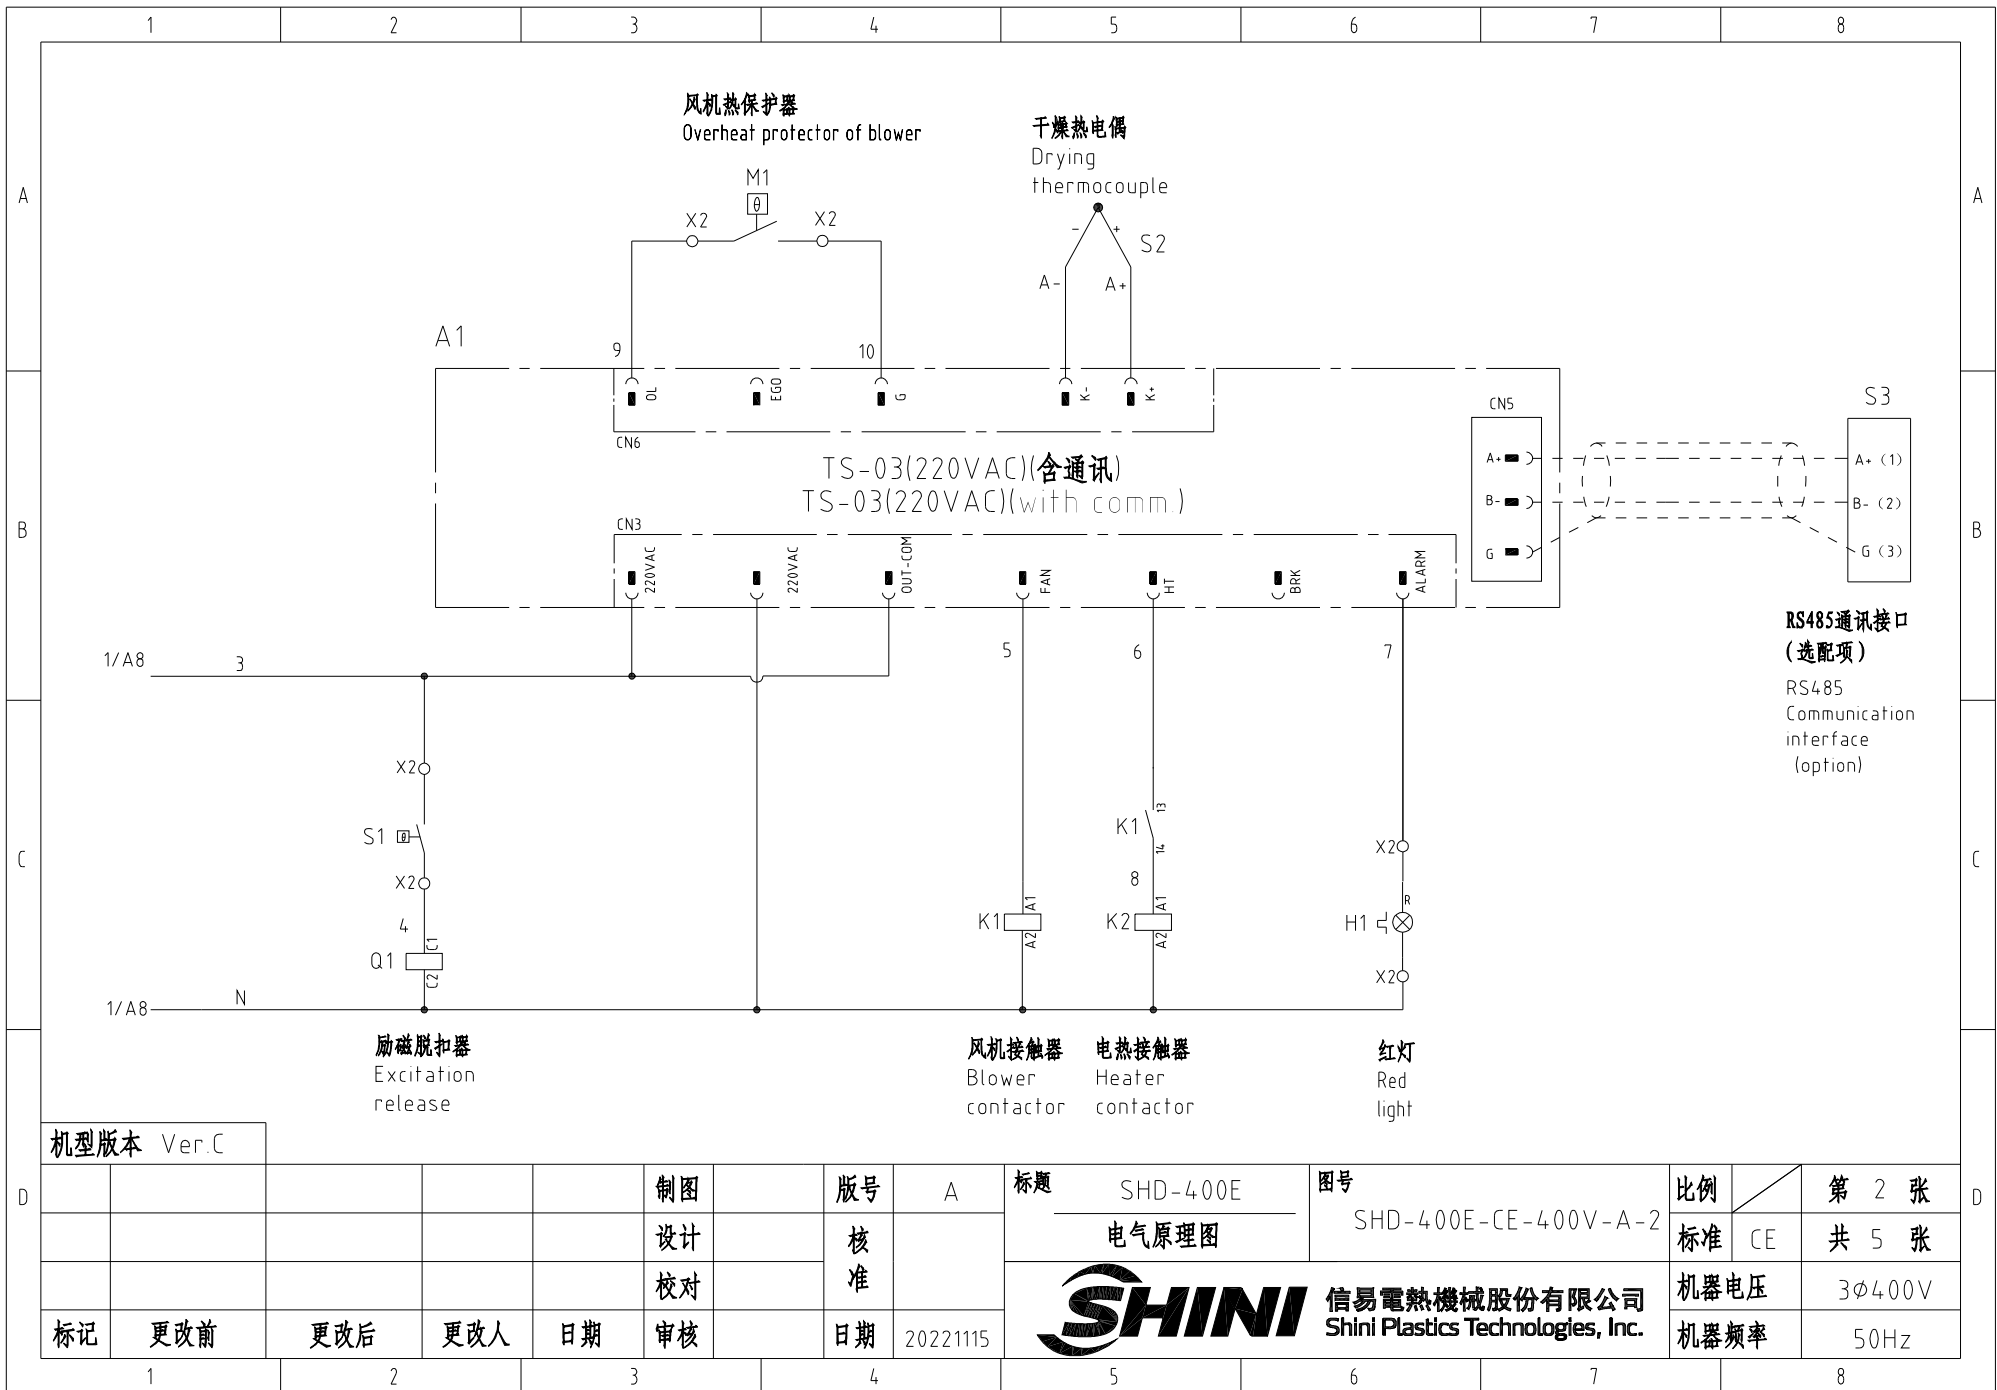 1 2 3 4 5 6 7 8
A
A
B
B
C
C
D
D
风机热保护器
Overheat protector of blower
M1
θ
X2
X2
干燥热电偶
Drying
thermocouple
-
+
S2
A-
A+
A1
9
10
OL
EGO
G
K-
K+
CN6
TS-03(220VAC)(含通讯)
TS-03(220VAC)(with comm.)
CN3
220VAC
220VAC
OUT-COM
FAN
HT
BRK
ALARM
CN5
A+
B-
G
S3
A+ (1)
B- (2)
G (3)
RS485通讯接口
(选配项)
RS485
Communication
interface
(option)
1/A8
3
5
6
7
X2
S1
θ
X2
4
C1
Q1
C2
K1
13
14
8
K1
A1
A2
K2
A1
A2
X2
R
H1
X2
1/A8
N
励磁脱扣器
Excitation
release
风机接触器
Blower
contactor
电热接触器
Heater
contactor
红灯
Red
light
机型版本 Ver.C
制图
版号
A
设计
核
准
校对
标记
更改前
更改后
更改人
日期
审核
日期
20221115
标题
SHD-400E
电气原理图
图号
SHD-400E-CE-400V-A-2
比例
第 2 张
标准
CE
共 5 张
机器电压
3Φ400V
机器频率
50Hz
SHINI
信易電熱機械股份有限公司
Shini Plastics Technologies, Inc.
1 2 3 4 5 6 7 8